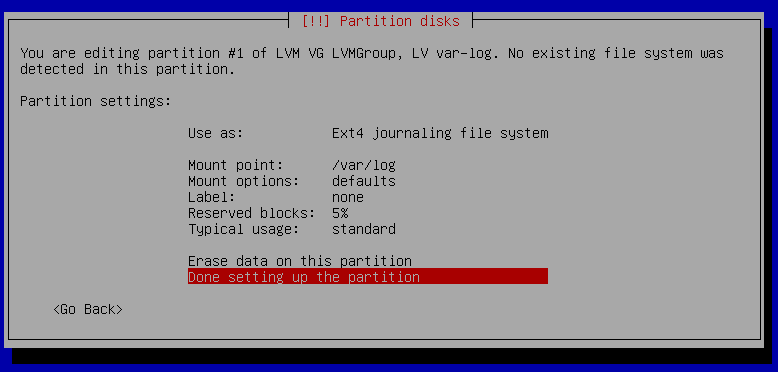 [!!] Partition disks
You are editing partition #1 of LVM VG LVMGroup, LV var-log. No existing file system was
detected in this partition.
Partition settings:
Use as: Ext4 journaling file system
Mount point: /var/log
Mount options: defaults
Label: none
Reserved blocks: 5%
Typical usage: standard
Erase data on this partition
Done setting up the partition
<Go Back>